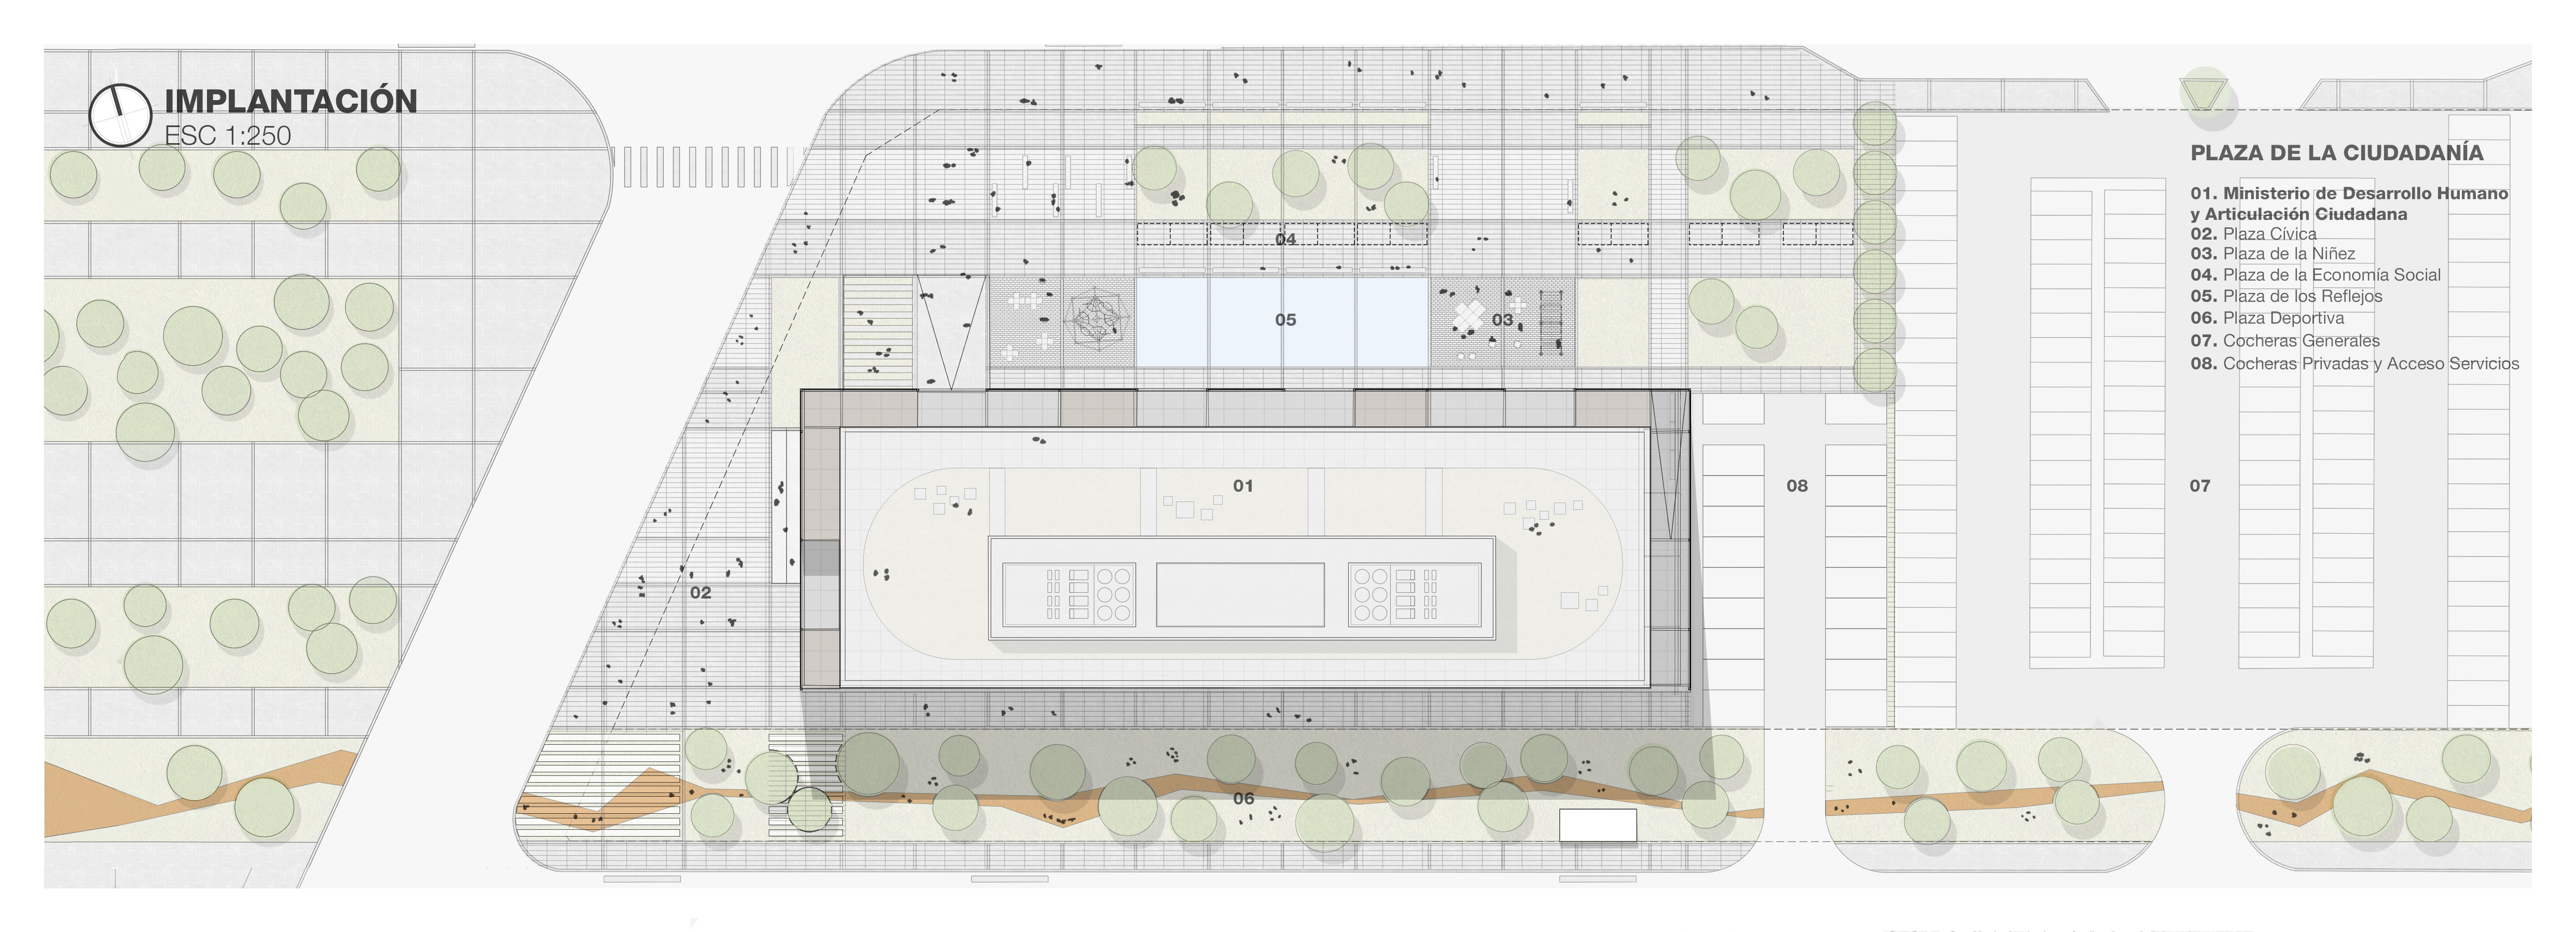 IMPLANTACIÓN
ESC 1:250
PLAZA DE LA CIUDADANÍA
01. Ministerio de Desarrollo Humano
y Articulación Ciudadana
02. Plaza Cívica
03. Plaza de la Niñez
04. Plaza de la Economía Social
05. Plaza de los Reflejos
06. Plaza Deportiva
07. Cocheras Generales
08. Cocheras Privadas y Acceso Servicios
04
05
03
01
08
07
02
06